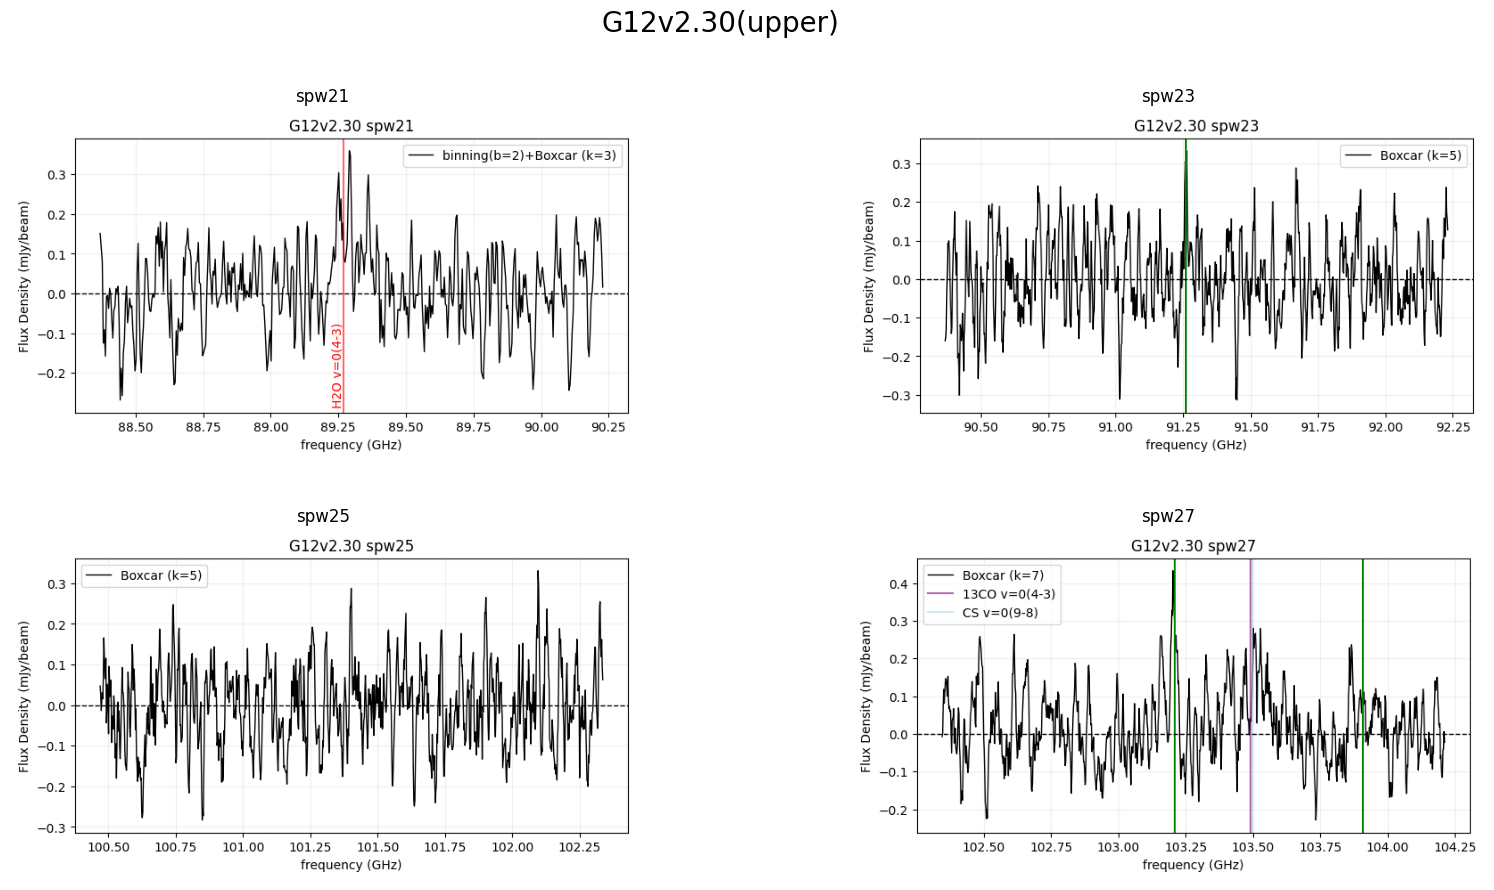 G12v2.30(upper)
spw21
G12v2.30 spw21
binning(b=2)+Boxcar (k=3)
Flux Density (mJy/beam)
0.3
0.2
0.1
0.0
−0.1
−0.2
H2O v=0(4-3)
88.50 88.75 89.00 89.25 89.50 89.75 90.00 90.25
frequency (GHz)
spw23
G12v2.30 spw23
Boxcar (k=5)
Flux Density (mJy/beam)
0.3
0.2
0.1
0.0
−0.1
−0.2
−0.3
90.50 90.75 91.00 91.25 91.50 91.75 92.00 92.25
frequency (GHz)
spw25
G12v2.30 spw25
Boxcar (k=5)
Flux Density (mJy/beam)
0.3
0.2
0.1
0.0
−0.1
−0.2
−0.3
100.50 100.75 101.00 101.25 101.50 101.75 102.00 102.25
frequency (GHz)
spw27
G12v2.30 spw27
Boxcar (k=7)
13CO v=0(4-3)
CS v=0(9-8)
Flux Density (mJy/beam)
0.4
0.3
0.2
0.1
0.0
−0.1
−0.2
102.50 102.75 103.00 103.25 103.50 103.75 104.00 104.25
frequency (GHz)